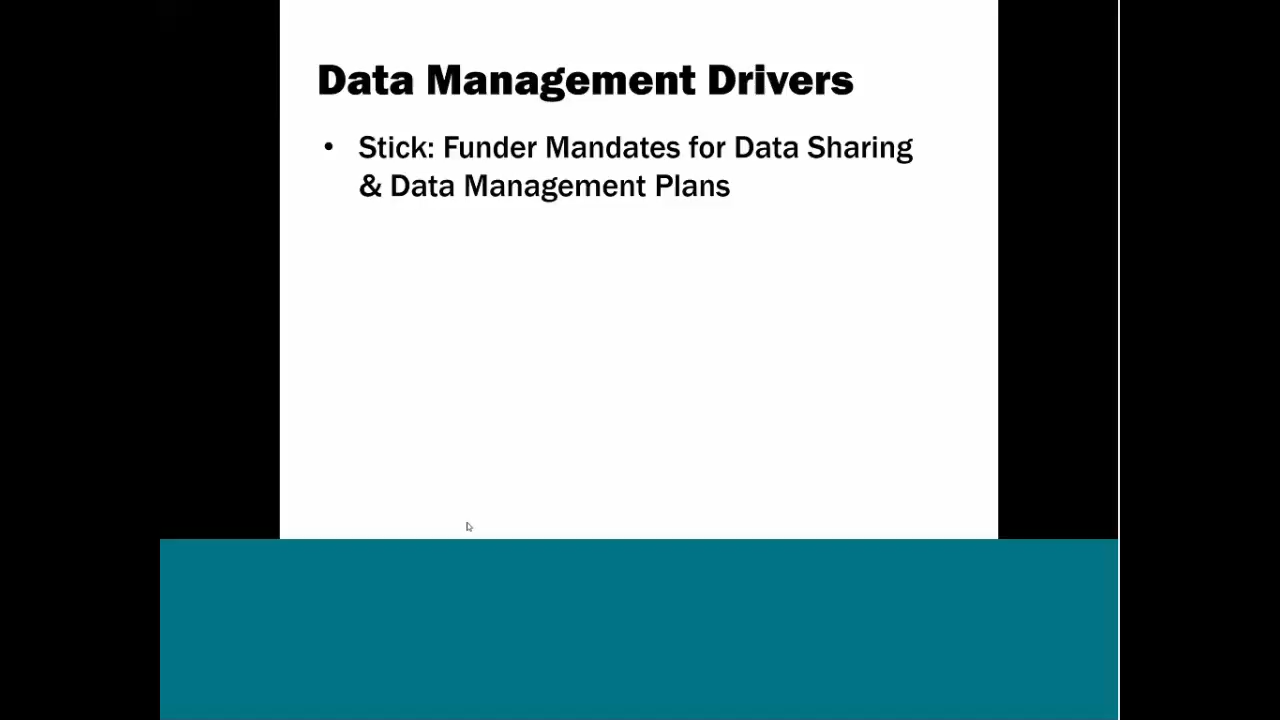 Data Management Drivers
• Stick: Funder Mandates for Data Sharing
& Data Management Plans